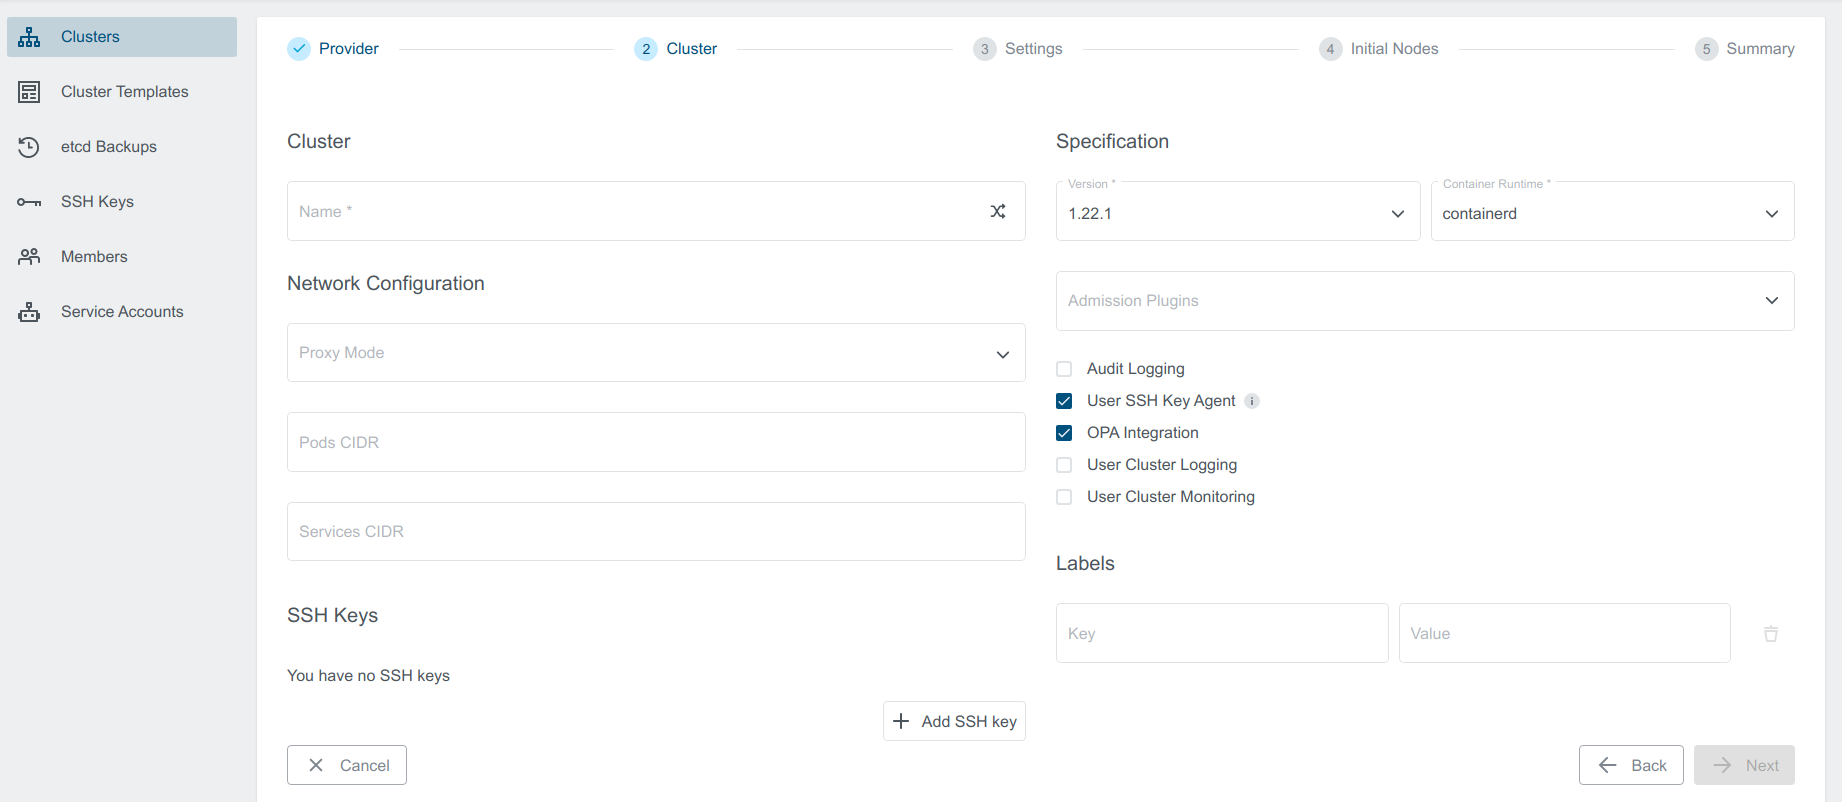 Clusters
Cluster Templates
etcd Backups
SSH Keys
Members
Service Accounts
Provider
2 Cluster
3 Settings
4 Initial Nodes
5 Summary
Cluster
Name *
Network Configuration
Proxy Mode
Pods CIDR
Services CIDR
SSH Keys
You have no SSH keys
Add SSH key
Specification
Version *
1.22.1
Container Runtime *
containerd
Admission Plugins
Audit Logging
User SSH Key Agent
OPA Integration
User Cluster Logging
User Cluster Monitoring
Labels
Key
Value
Cancel
Back
Next